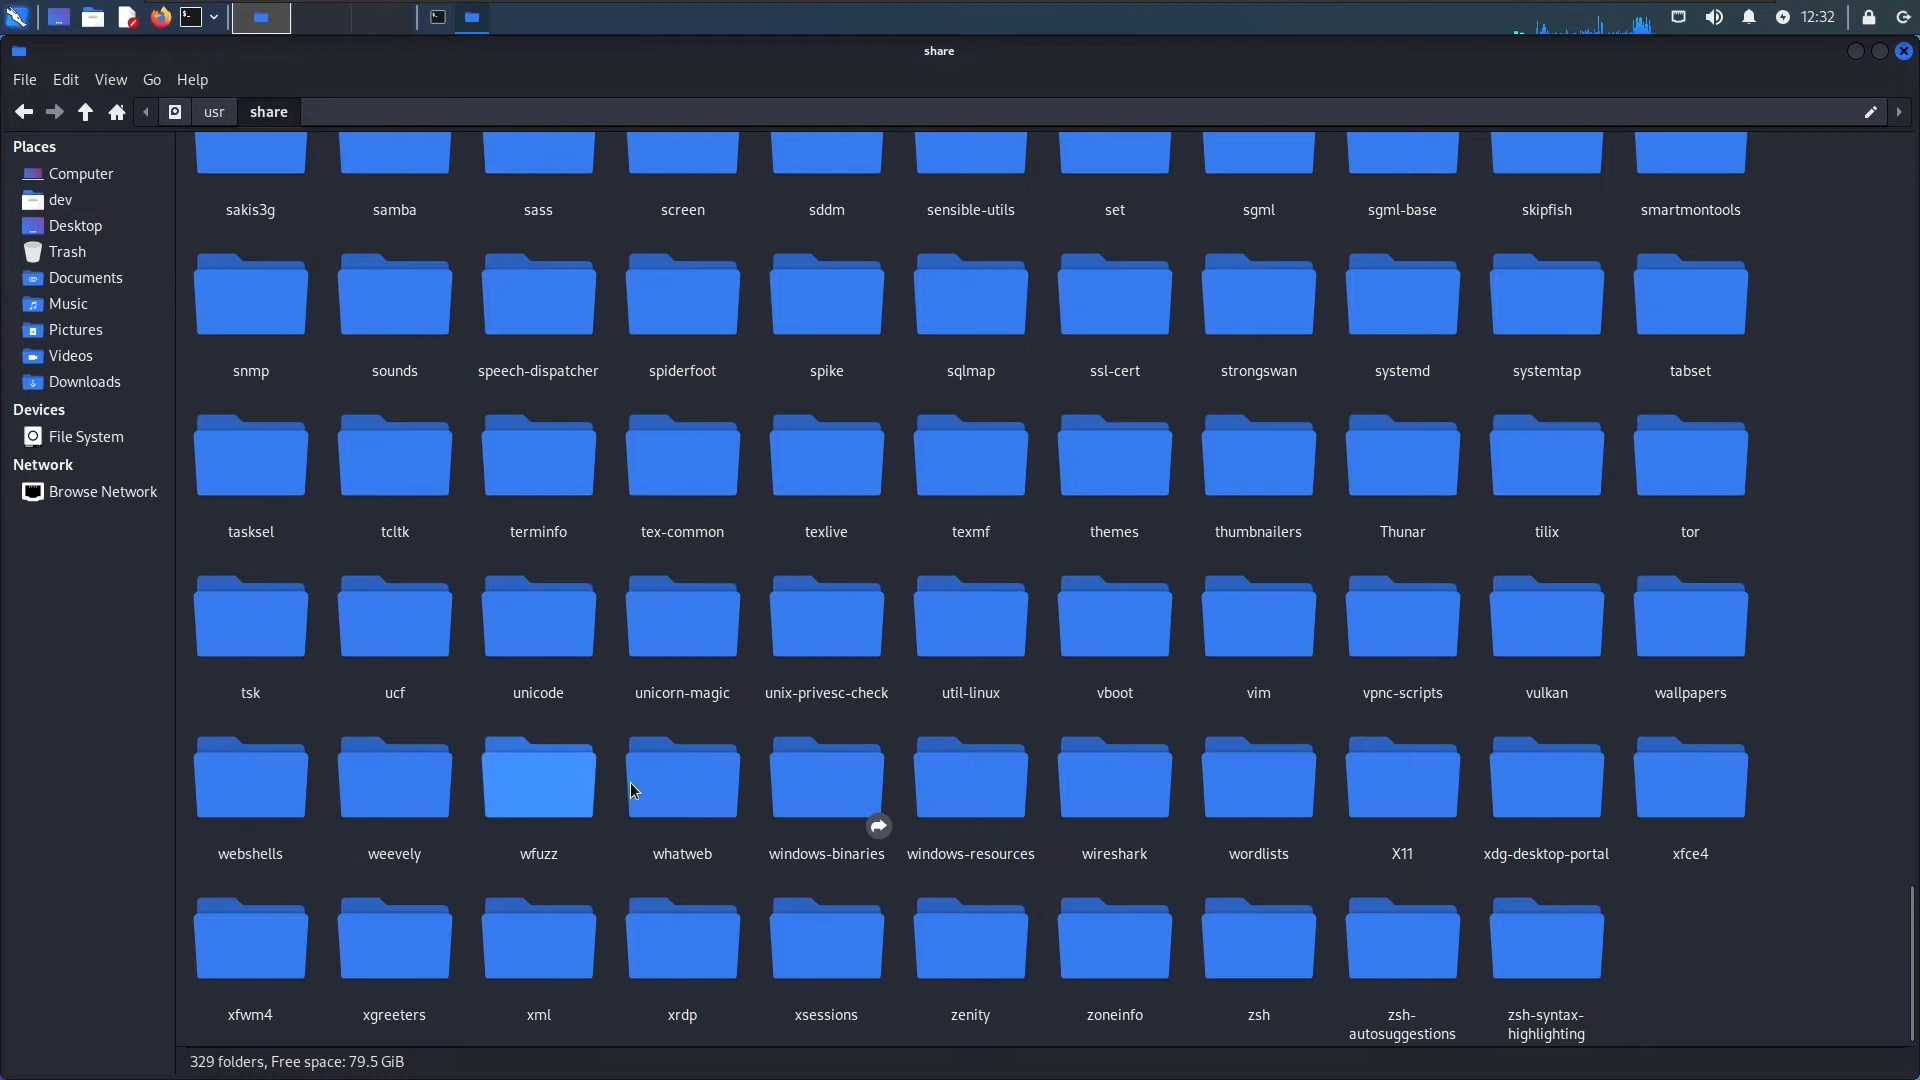 12:32
share
File Edit View Go Help
usr share
Places
Computer
dev
Desktop
Trash
Documents
Music
Pictures
Videos
Downloads
Devices
File System
Network
Browse Network
sakis3g samba sass screen sddm sensible-utils set sgml sgml-base skipfish smartmontools
snmp sounds speech-dispatcher spiderfoot spike sqlmap ssl-cert strongswan systemd systemtap tabset
tasksel tcltk terminfo tex-common texlive texmf themes thumbnailers Thunar tilix tor
tsk ucf unicode unicorn-magic unix-privesc-check util-linux vboot vim vpnc-scripts vulkan wallpapers
webshells weevely wfuzz whatweb windows-binaries windows-resources wireshark wordlists X11 xdg-desktop-portal xfce4
xfwm4 xgreeters xml xrdp xsessions zenity zoneinfo zsh zsh-
autosuggestions zsh-syntax-
highlighting
329 folders, Free space: 79.5 GiB